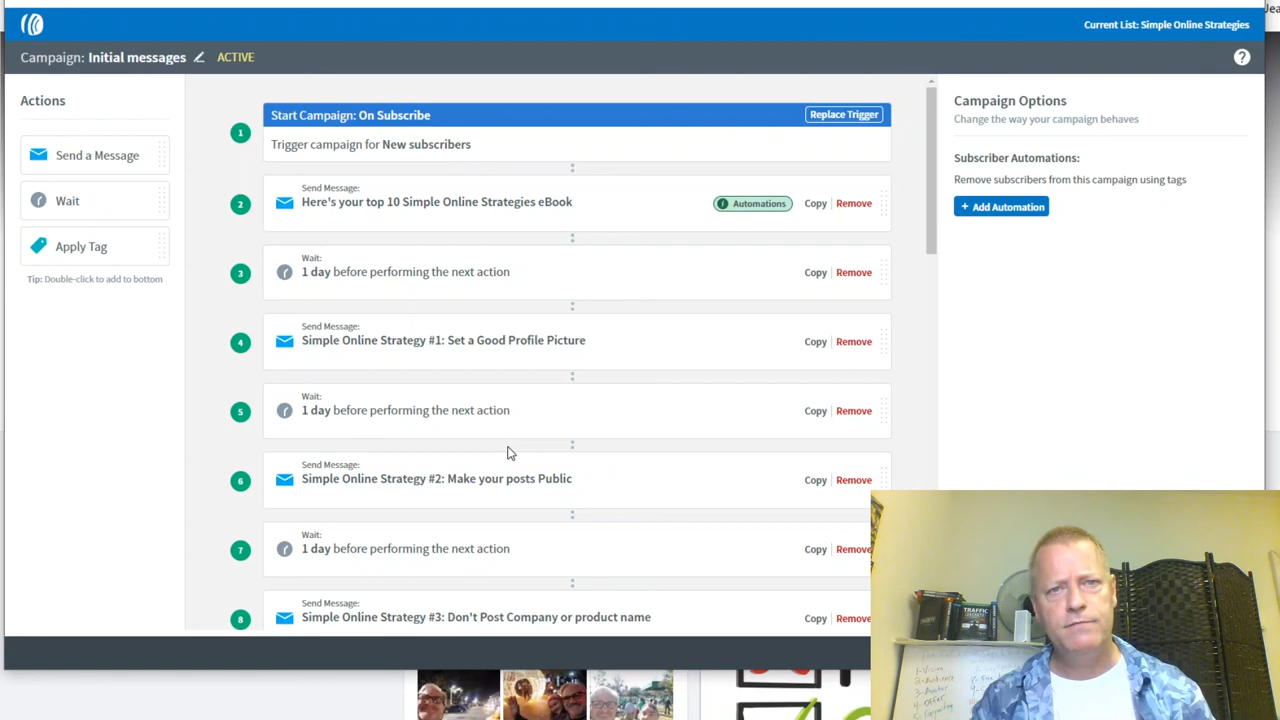 Jea
Current List: Simple Online Strategies
Campaign: Initial messages ACTIVE
?
Actions
Send a Message
Wait
Apply Tag
Tip: Double-click to add to bottom
1
Start Campaign: On Subscribe
Replace Trigger
Trigger campaign for New subscribers
2
Send Message:
Here's your top 10 Simple Online Strategies eBook
Automations
Copy Remove
3
Wait:
1 day before performing the next action
Copy Remove
4
Send Message:
Simple Online Strategy #1: Set a Good Profile Picture
Copy Remove
5
Wait:
1 day before performing the next action
Copy Remove
6
Send Message:
Simple Online Strategy #2: Make your posts Public
Copy Remove
7
Wait:
1 day before performing the next action
Copy Remove
8
Send Message:
Simple Online Strategy #3: Don't Post Company or product name
Copy Remove
Campaign Options
Change the way your campaign behaves
Subscriber Automations:
Remove subscribers from this campaign using tags
+ Add Automation
TRAFFIC
SECRETS